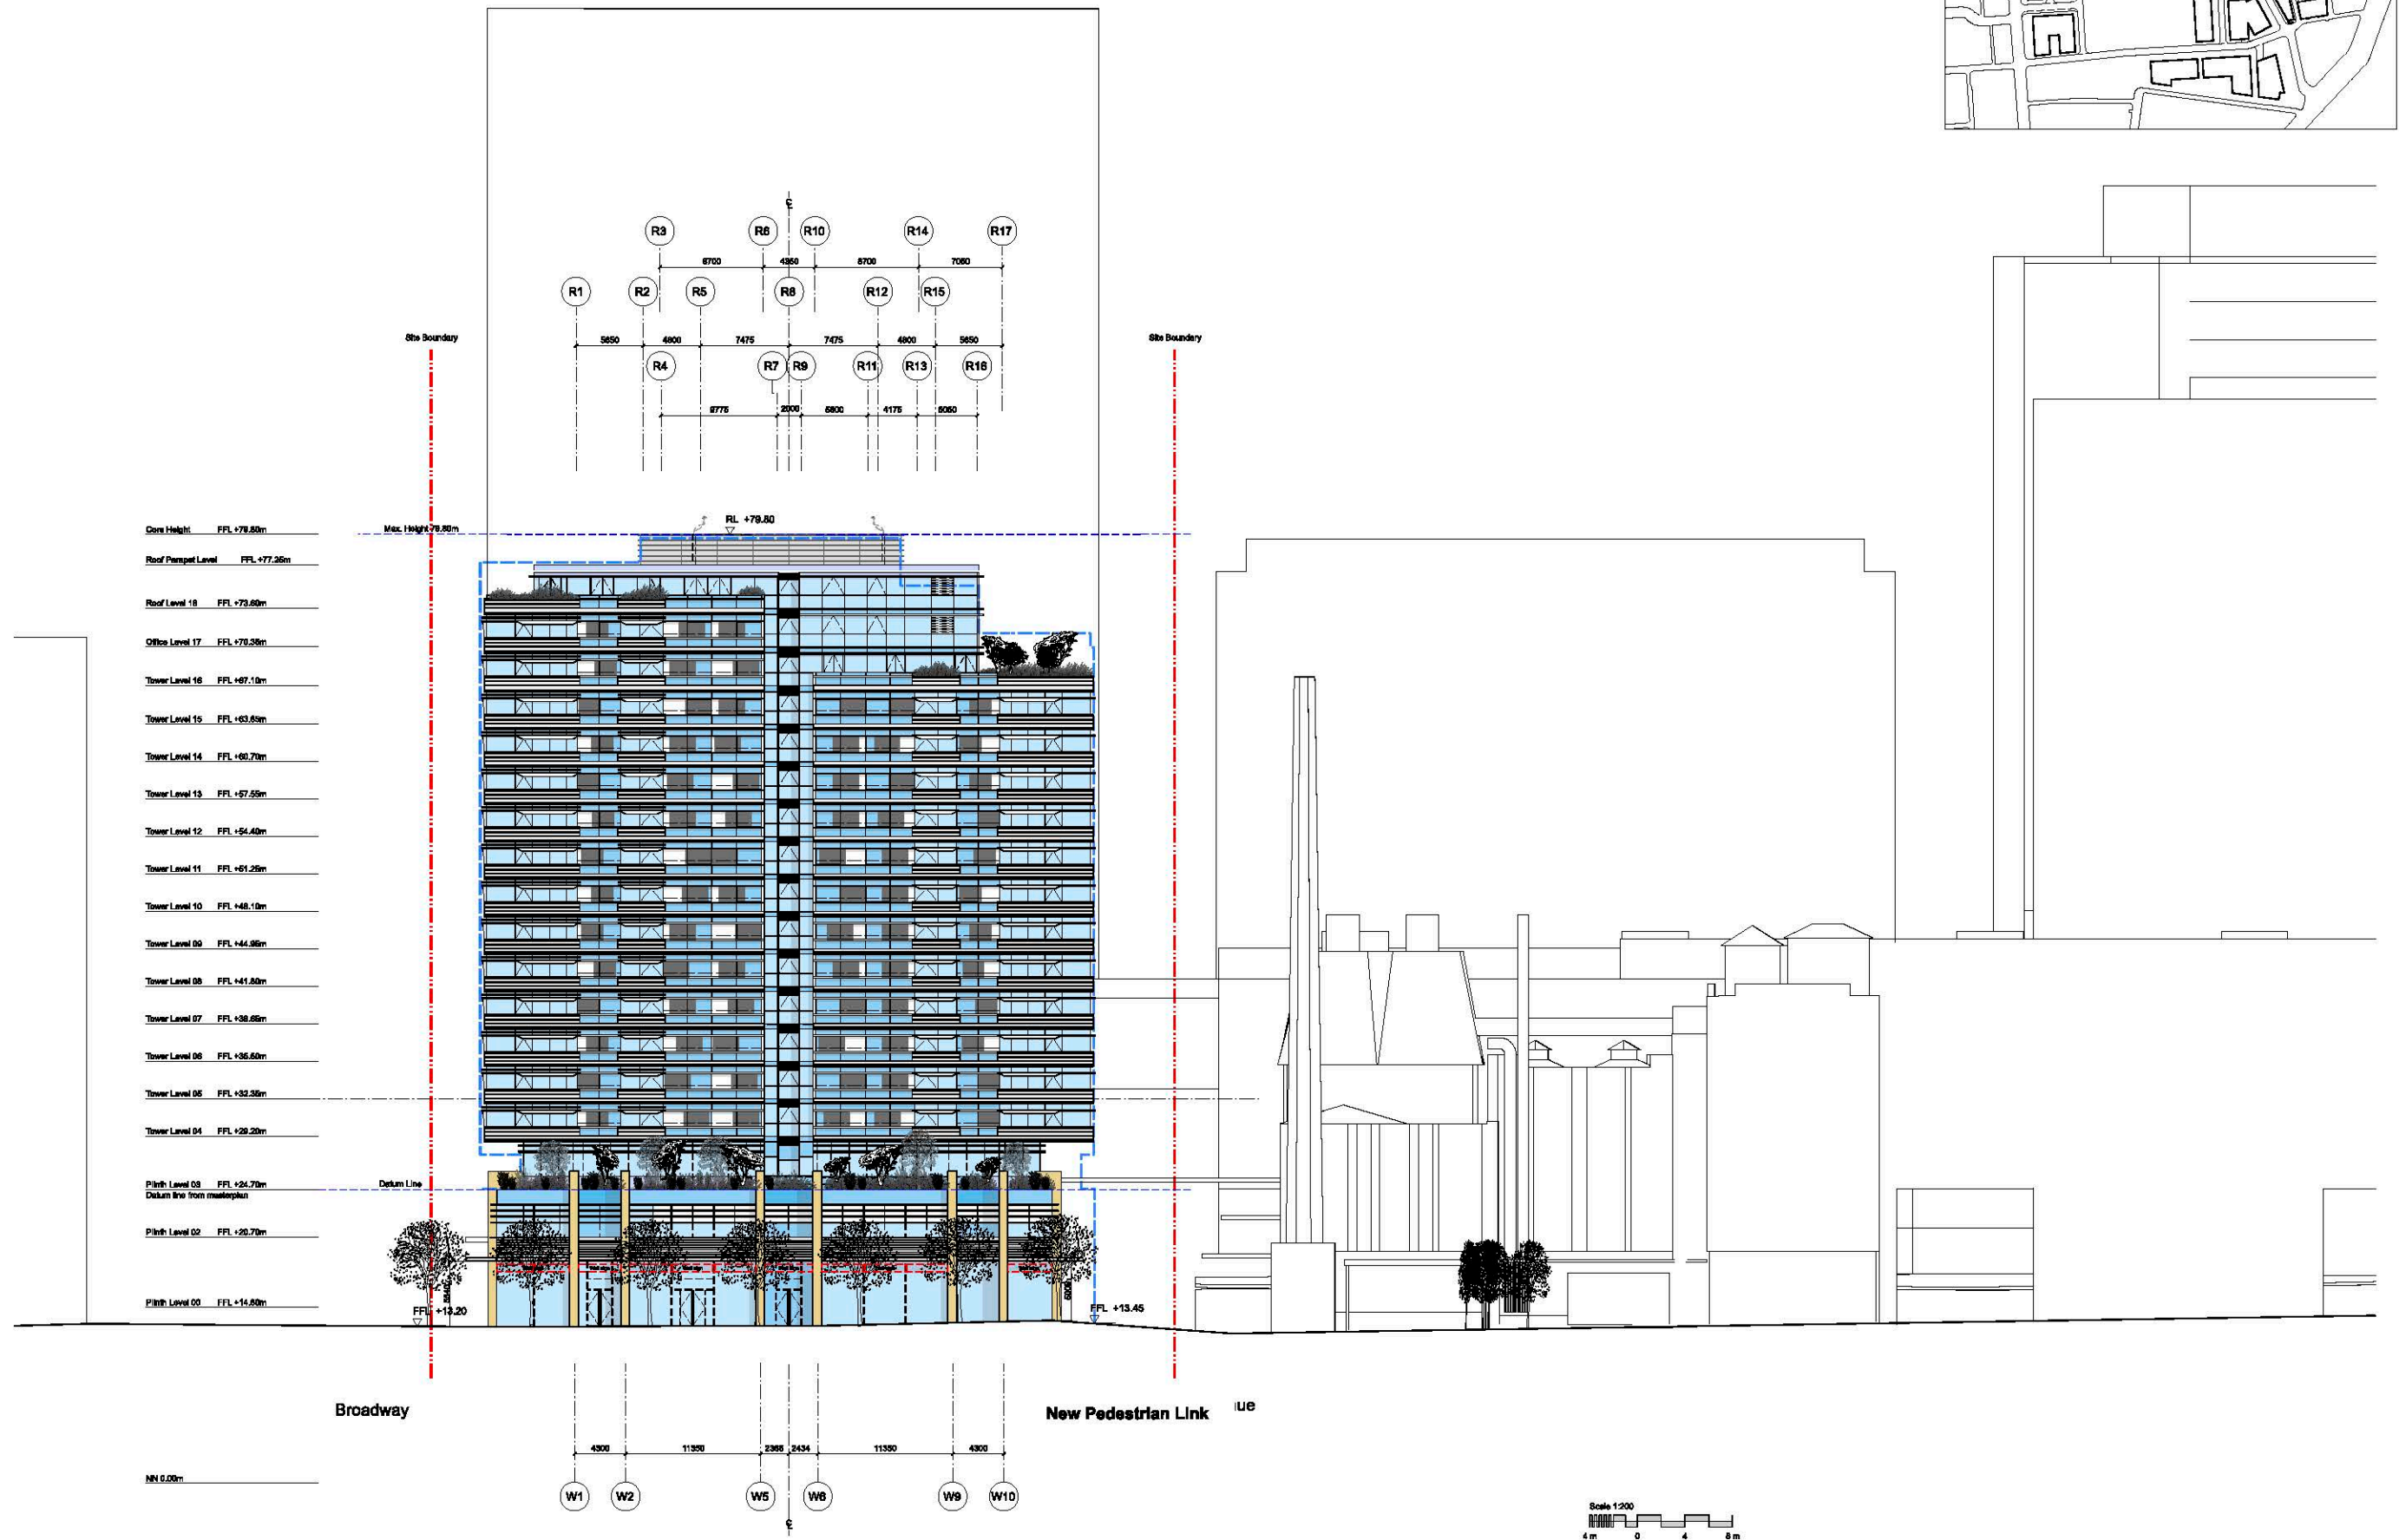 R3 R6 R10 R14 R17
8700 4350 8700 7050
R1 R2 R5 R8 R12 R15
Site Boundary
Site Boundary
5650 4800 7475 7475 4800 5650
R4 R7 R9 R11 R13 R16
9775 2000 5600 4175 5050
RL +79.80
Core Height FFL +79.80m
Max. Height 79.80m
Roof Parapet Level FFL +77.25m
Roof Level 18 FFL +73.60m
Office Level 17 FFL +70.35m
Tower Level 16 FFL +67.10m
Tower Level 15 FFL +63.85m
Tower Level 14 FFL +60.70m
Tower Level 13 FFL +57.55m
Tower Level 12 FFL +54.40m
Tower Level 11 FFL +51.25m
Tower Level 10 FFL +48.10m
Tower Level 09 FFL +44.95m
Tower Level 08 FFL +41.80m
Tower Level 07 FFL +38.65m
Tower Level 06 FFL +35.50m
Tower Level 05 FFL +32.35m
Tower Level 04 FFL +29.20m
Plinth Level 03 FFL +24.70m
Datum Line
Datum line from masterplan
Plinth Level 02 FFL +20.70m
Plinth Level 00 FFL +14.50m
FFL +13.20
FFL +13.45
Broadway
New Pedestrian Link
ue
4300 11350 2366 2434 11350 4300
NN 0.00m
W1 W2 W5 W6 W9 W10
Scale 1:200
4 m 0 4 8 m